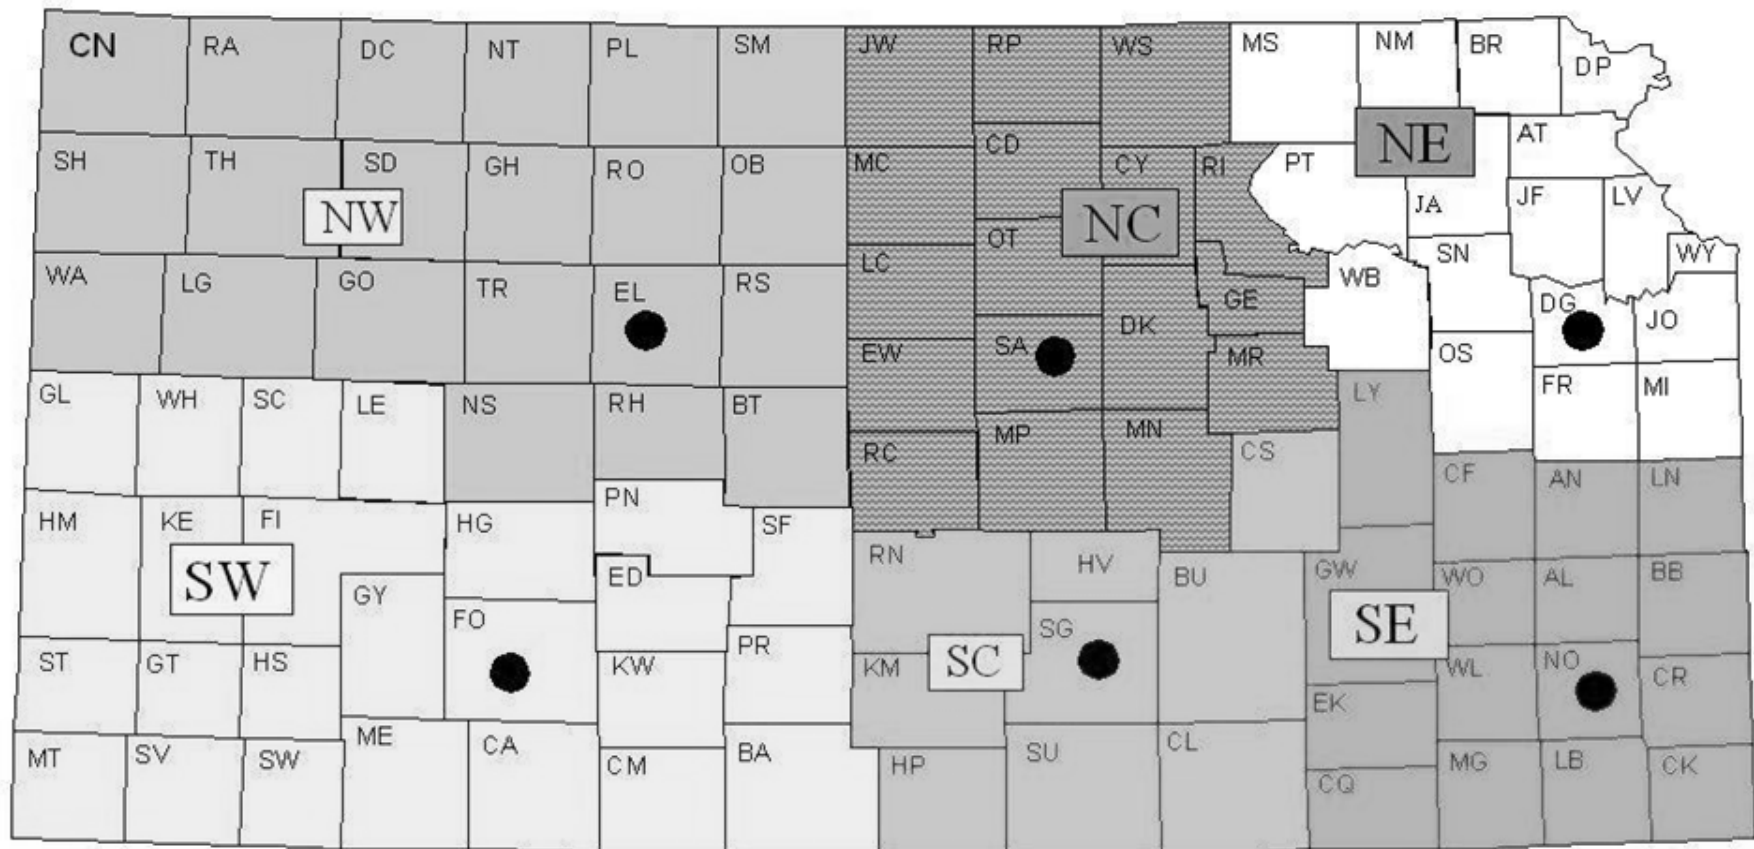 CN RA DC NT PL SM JW RP WS MS NM BR DP
SH TH SD GH RO OB MC CD CY RI PT NE AT
NW NC JA JF LV
WA LG GO TR EL RS LC OT GE WB SN WY
DG JO
EW SA DK MR OS
GL WH SC LE NS RH BT LY FR MI
RC MP MN CS CF AN LN
HM KE FI HG PN SF
SW GY ED RN HV BU GW WO AL BB
FO SG SE
ST GT HS KW PR KM SC WL NO CR
EK
MT SV SW ME CA CM BA HP SU CL CQ MG LB CK